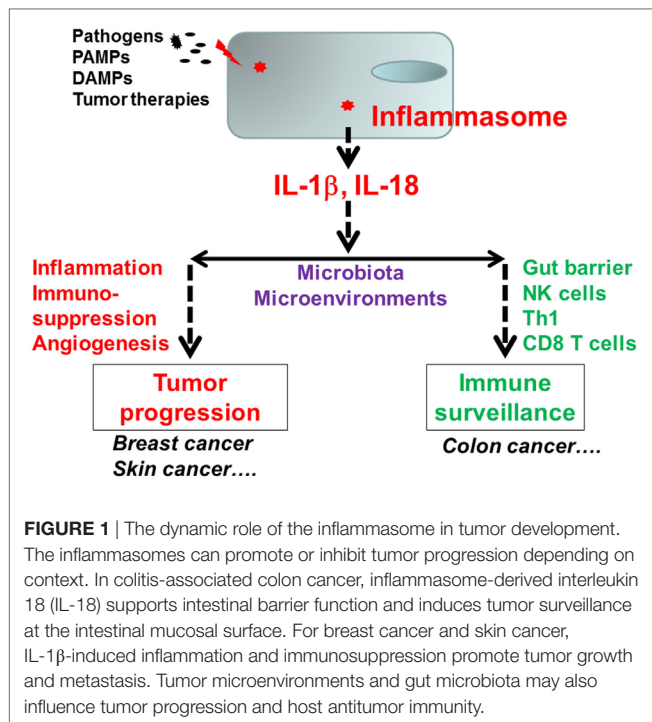 Pathogens
PAMPs
DAMPs
Tumor therapies
Inflammasome
IL-1β, IL-18
Inflammation
Immuno-
suppression
Angiogenesis
Microbiota
Microenvironments
Gut barrier
NK cells
Th1
CD8 T cells
Tumor
progression
Immune
surveillance
Breast cancer
Skin cancer....
Colon cancer....
FIGURE 1 | The dynamic role of the inflammasome in tumor development.
The inflammasomes can promote or inhibit tumor progression depending on
context. In colitis-associated colon cancer, inflammasome-derived interleukin
18 (IL-18) supports intestinal barrier function and induces tumor surveillance
at the intestinal mucosal surface. For breast cancer and skin cancer,
IL-1β-induced inflammation and immunosuppression promote tumor growth
and metastasis. Tumor microenvironments and gut microbiota may also
influence tumor progression and host antitumor immunity.